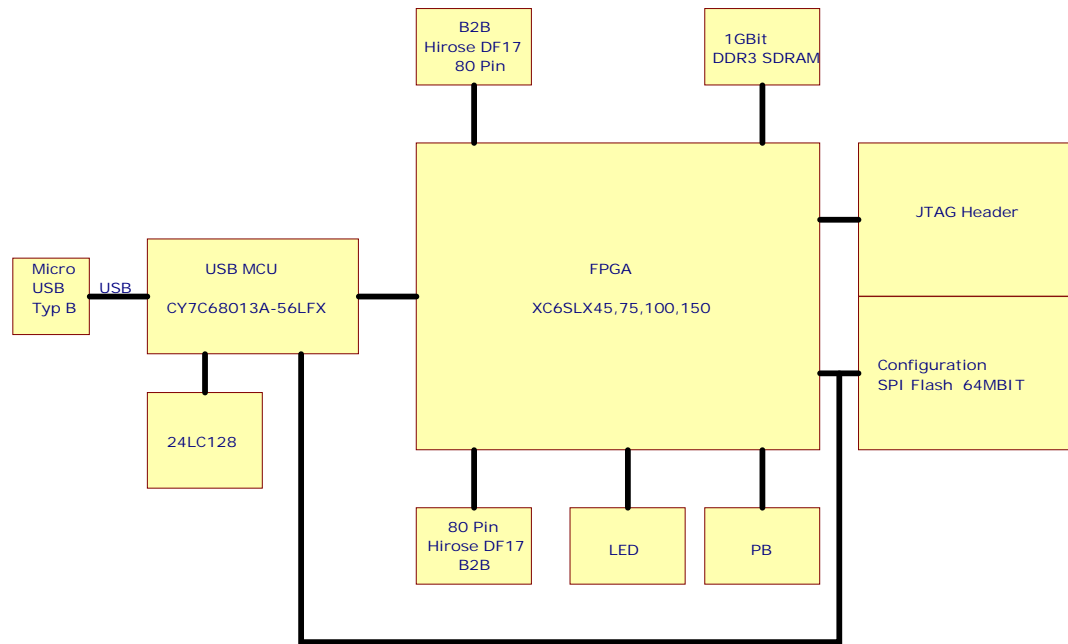 B2B
Hirose DF17
80 Pin
1GBit
DDR3 SDRAM
JTAG Header
Micro
USB
Typ B
USB
USB MCU
CY7C68013A-56LFX
FPGA
XC6SLX45,75,100,150
Configuration
SPI Flash 64MBIT
24LC128
80 Pin
Hirose DF17
B2B
LED
PB